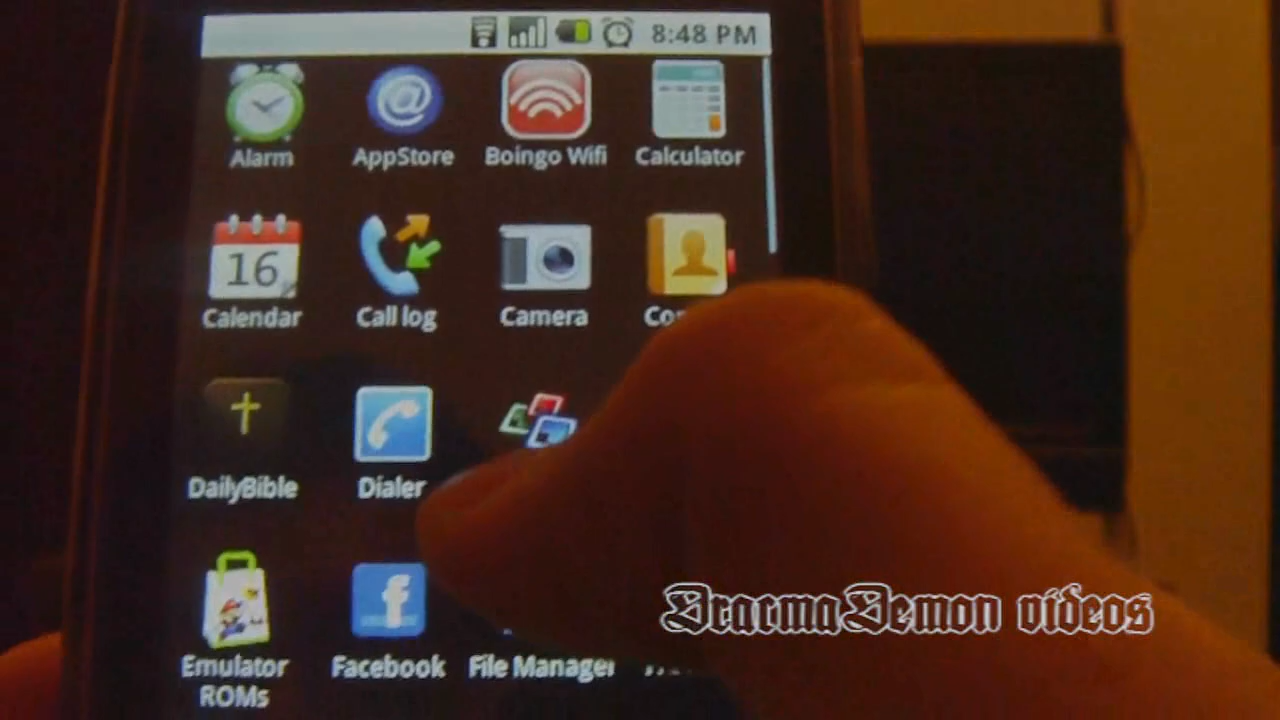 8:48 PM
Alarm AppStore Boingo Wifi Calculator
16
Calendar Call log Camera
DailyBible Dialer
Emulator ROMs Facebook File Manager
DracmaDemon videos